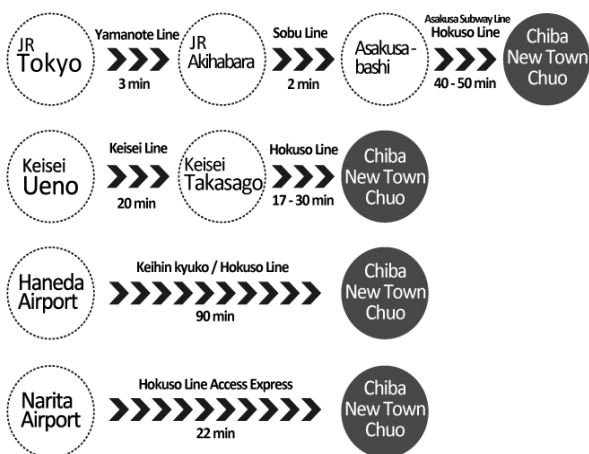 JR
Tokyo
Yamanote Line
3 min
JR
Akihabara
Sobu Line
2 min
Asakusa-
bashi
Asakusa Subway Line
Hokuso Line
40 - 50 min
Chiba
New Town
Chuo
Keisei
Ueno
Keisei Line
20 min
Keisei
Takasago
Hokuso Line
17 - 30 min
Chiba
New Town
Chuo
Haneda
Airport
Keihin kyuko / Hokuso Line
90 min
Chiba
New Town
Chuo
Narita
Airport
Hokuso Line Access Express
22 min
Chiba
New Town
Chuo